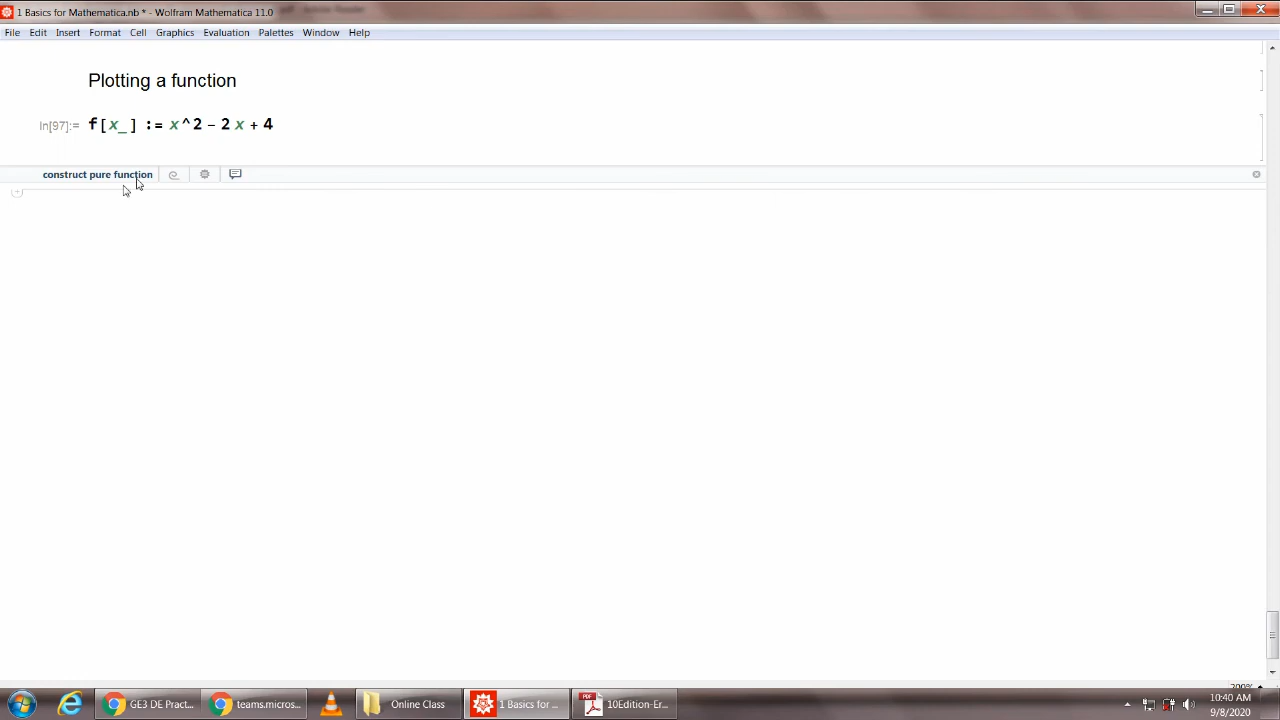 1 Basics for Mathematica.nb * - Wolfram Mathematica 11.0
File Edit Insert Format Cell Graphics Evaluation Palettes Window Help
Plotting a function
In[97]:= f[x_] := x^2 - 2 x + 4
construct pure function
200%
GE3 DE Pract... teams.micros... Online Class 1 Basics for ... 10Edition-Er... 10:40 AM
9/8/2020